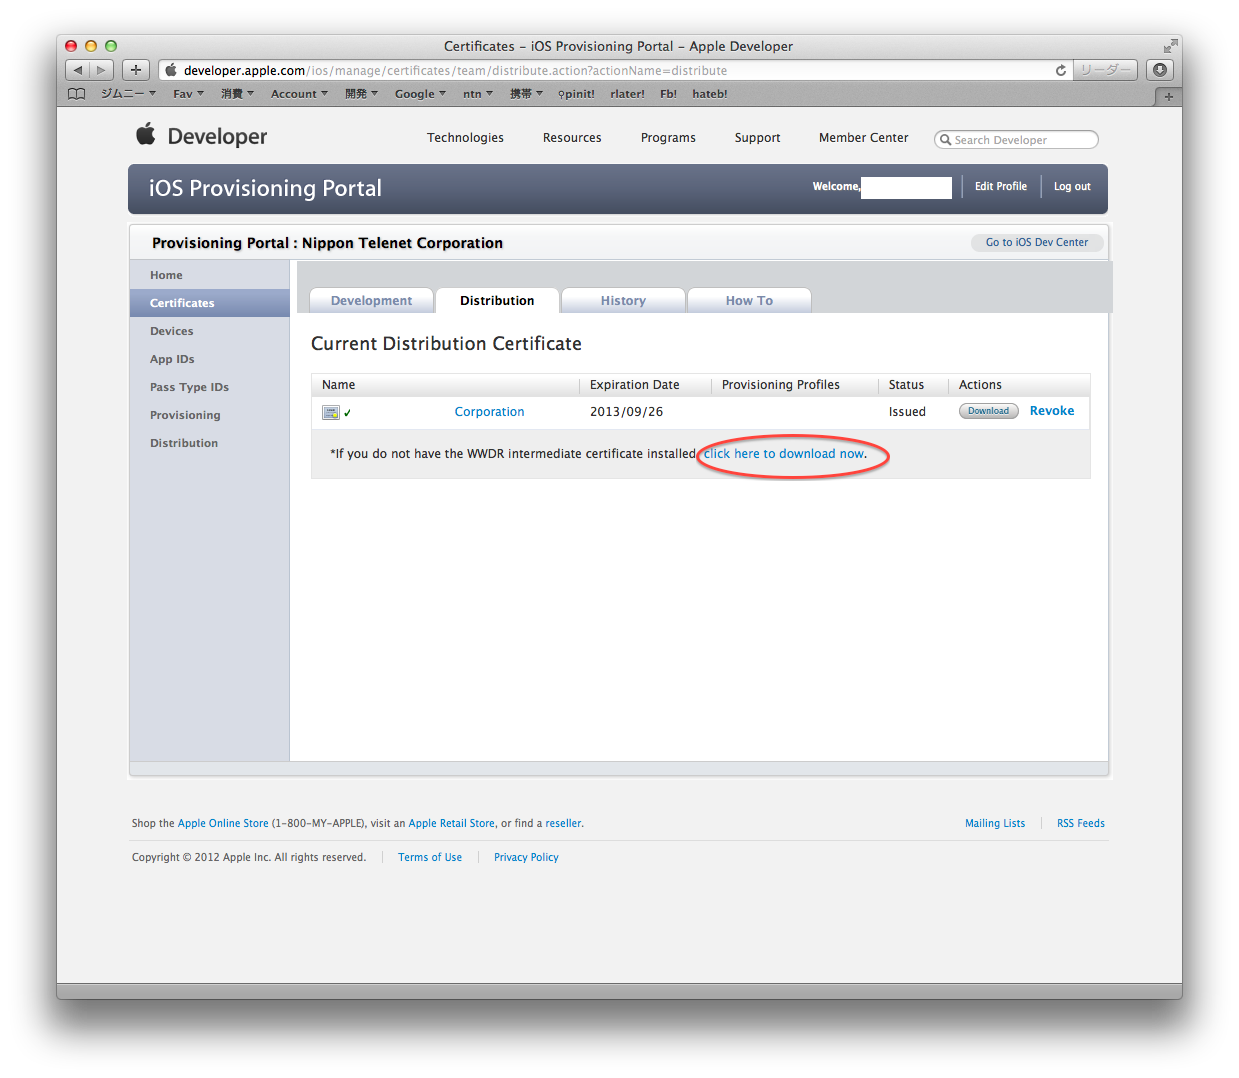 Certificates – iOS Provisioning Portal – Apple Developer
developer.apple.com/ios/manage/certificates/team/distribute.action?actionName=distribute リーダー
ジムニー Fav 消費 Account 開発 Google ntn 携帯 pinit! rlater! Fb! hateb!
Developer Technologies Resources Programs Support Member Center Search Developer
iOS Provisioning Portal Welcome, Edit Profile Log out
Provisioning Portal : Nippon Telenet Corporation Go to iOS Dev Center
Home
Certificates
Devices
App IDs
Pass Type IDs
Provisioning
Distribution
Development Distribution History How To
Current Distribution Certificate
Name Expiration Date Provisioning Profiles Status Actions
Corporation 2013/09/26 Issued Download Revoke
*If you do not have the WWDR intermediate certificate installed, click here to download now.
Shop the Apple Online Store (1-800-MY-APPLE), visit an Apple Retail Store, or find a reseller. Mailing Lists RSS Feeds
Copyright © 2012 Apple Inc. All rights reserved. Terms of Use Privacy Policy